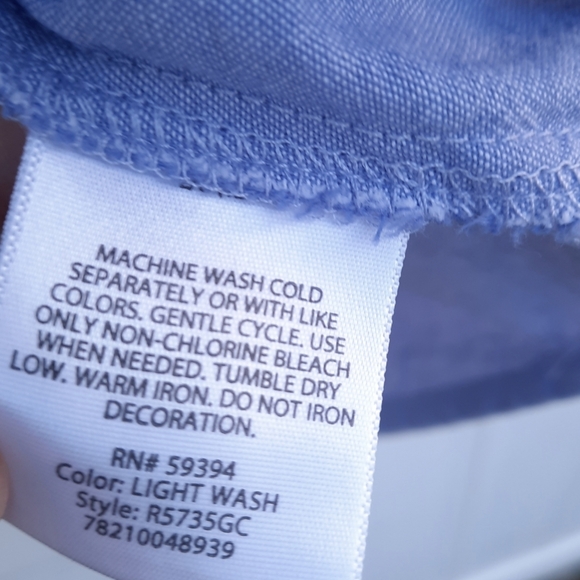 MACHINE WASH COLD
SEPARATELY OR WITH LIKE
COLORS. GENTLE CYCLE. USE
ONLY NON-CHLORINE BLEACH
WHEN NEEDED. TUMBLE DRY
LOW. WARM IRON. DO NOT IRON
DECORATION.
RN# 59394
Color: LIGHT WASH
Style: R5735GC
78210048939